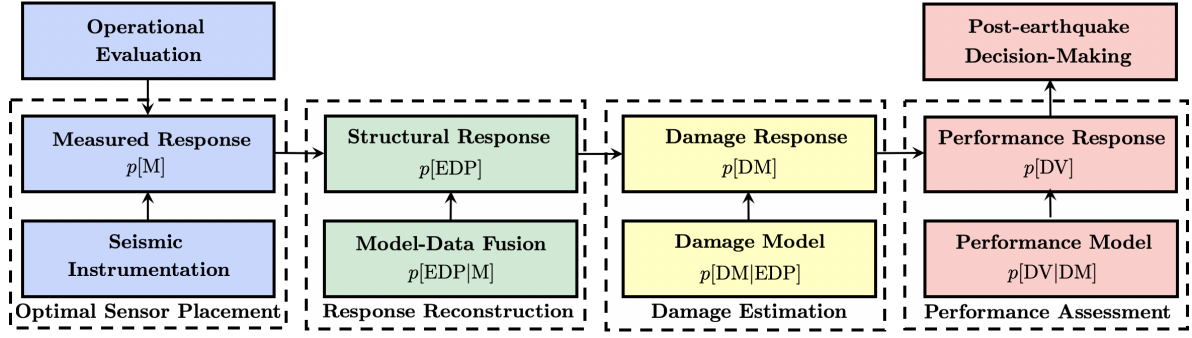 Operational
Evaluation
Post-earthquake
Decision-Making
Measured Response
p[M]
Structural Response
p[EDP]
Damage Response
p[DM]
Performance Response
p[DV]
Seismic
Instrumentation
Model-Data Fusion
p[EDP|M]
Damage Model
p[DM|EDP]
Performance Model
p[DV|DM]
Optimal Sensor Placement
Response Reconstruction
Damage Estimation
Performance Assessment